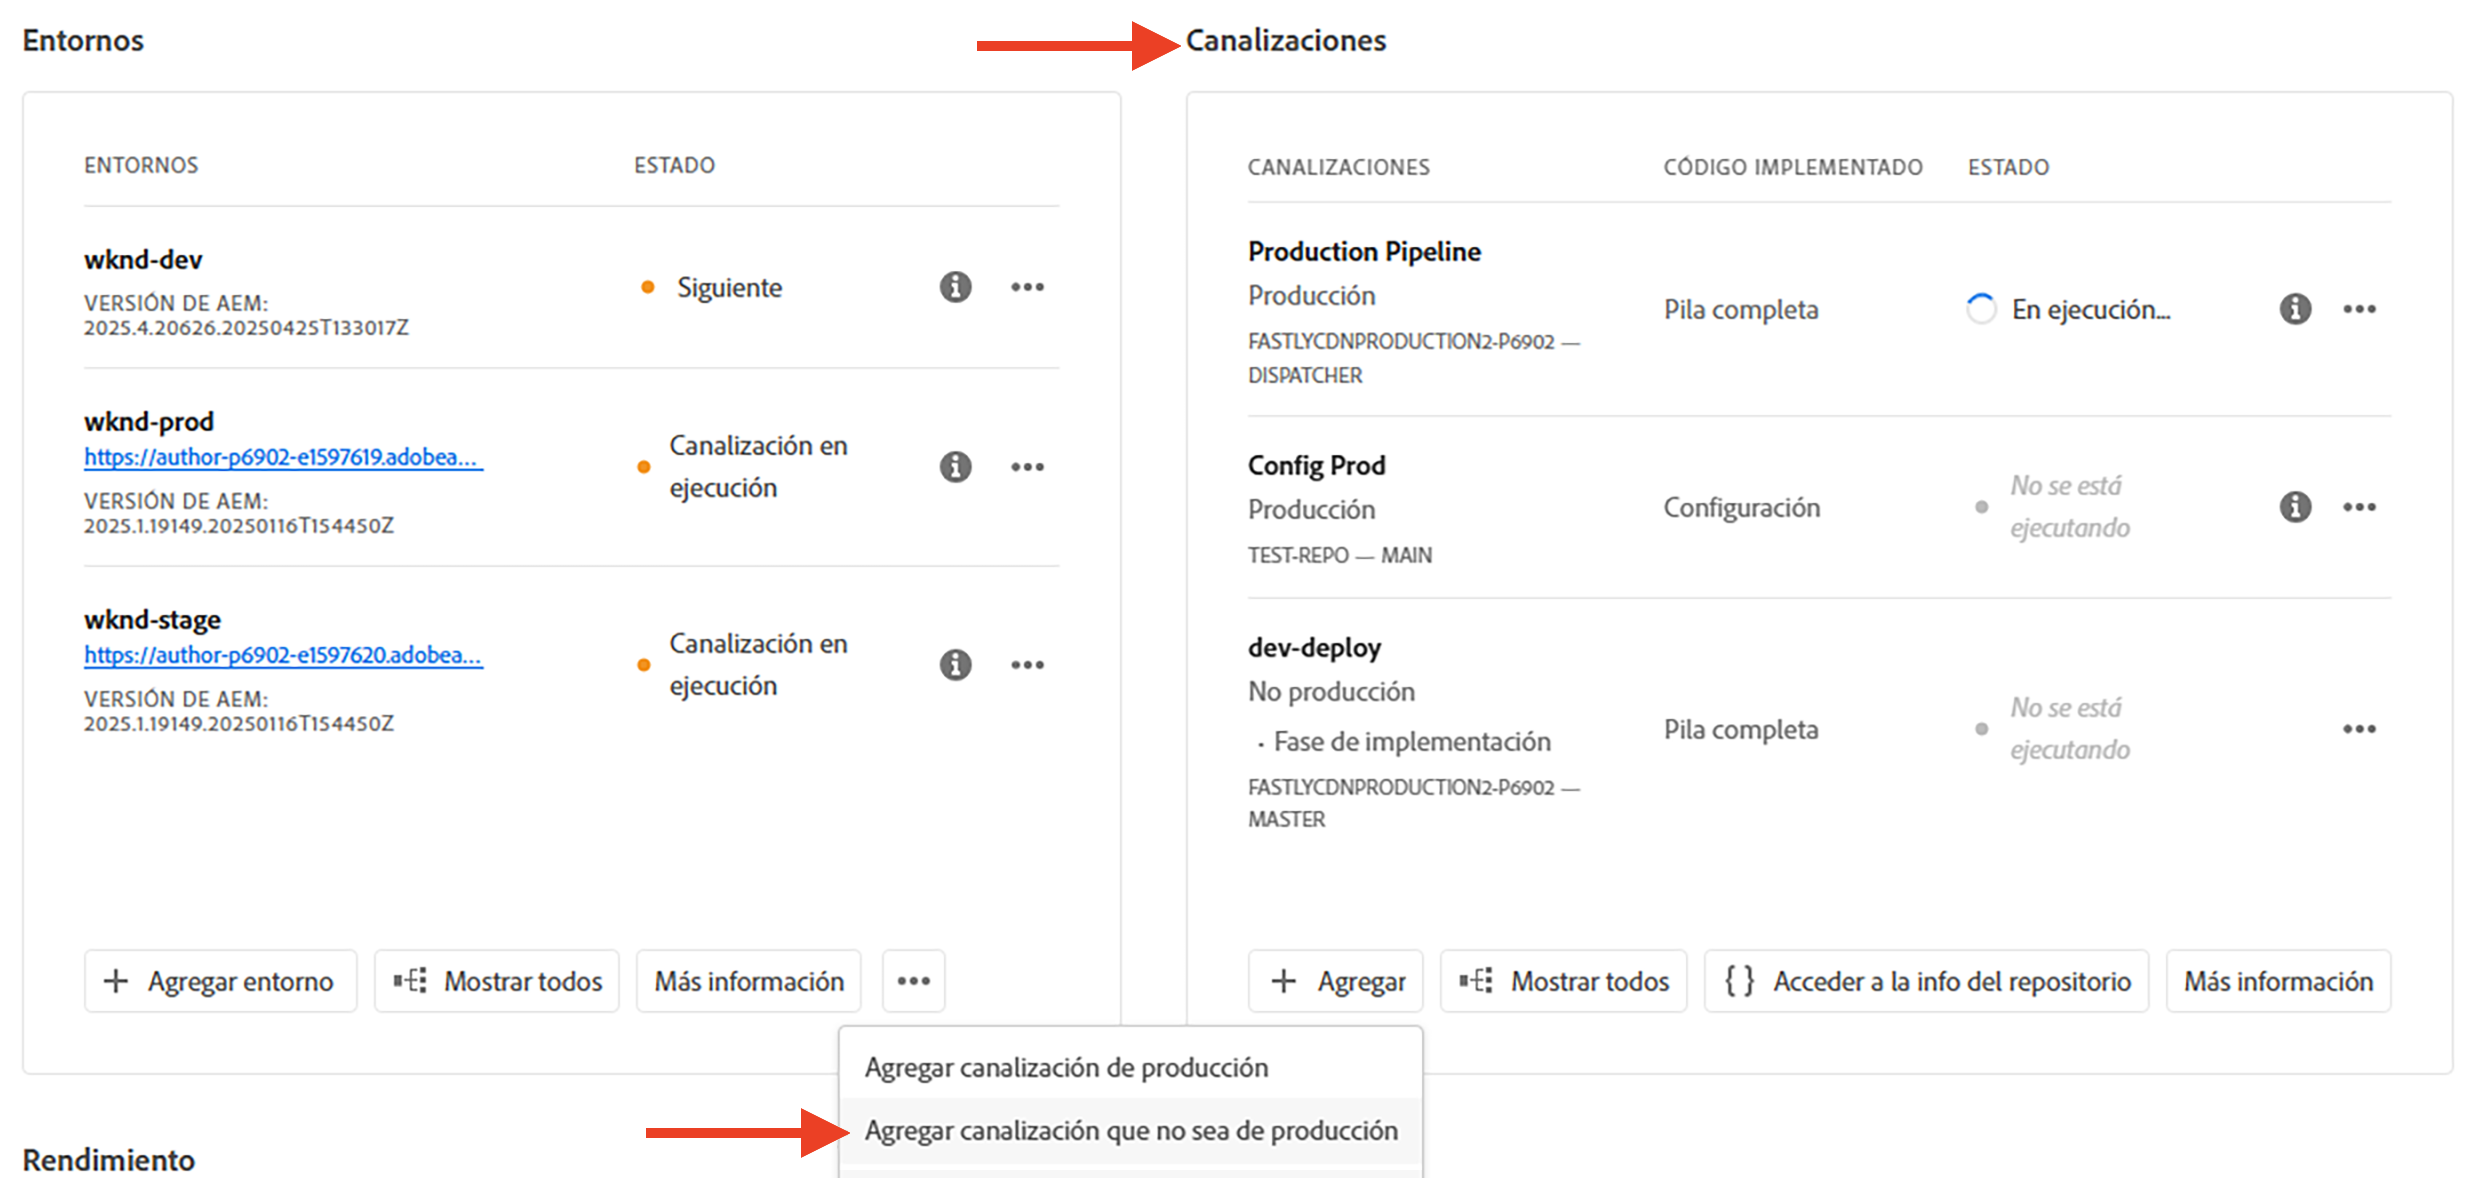 Entornos
ENTORNOS
ESTADO
wknd-dev
VERSIÓN DE AEM:
2025.4.20626.20250425T133017Z
Siguiente
wknd-prod
https://author-p6902-e1597619.adobea...
VERSIÓN DE AEM:
2025.1.19149.20250116T154450Z
Canalización en
ejecución
wknd-stage
https://author-p6902-e1597620.adobea...
VERSIÓN DE AEM:
2025.1.19149.20250116T154450Z
Canalización en
ejecución
Agregar entorno
Mostrar todos
Más información
Canalizaciones
CANALIZACIONES
CÓDIGO IMPLEMENTADO
ESTADO
Production Pipeline
Producción
FASTLYCDNPRODUCTION2-P6902 —
DISPATCHER
Pila completa
En ejecución...
Config Prod
Producción
TEST-REPO — MAIN
Configuración
No se está
ejecutando
dev-deploy
No producción
· Fase de implementación
FASTLYCDNPRODUCTION2-P6902 —
MASTER
Pila completa
No se está
ejecutando
Agregar
Mostrar todos
Acceder a la info del repositorio
Más información
Agregar canalización de producción
Agregar canalización que no sea de producción
Rendimiento